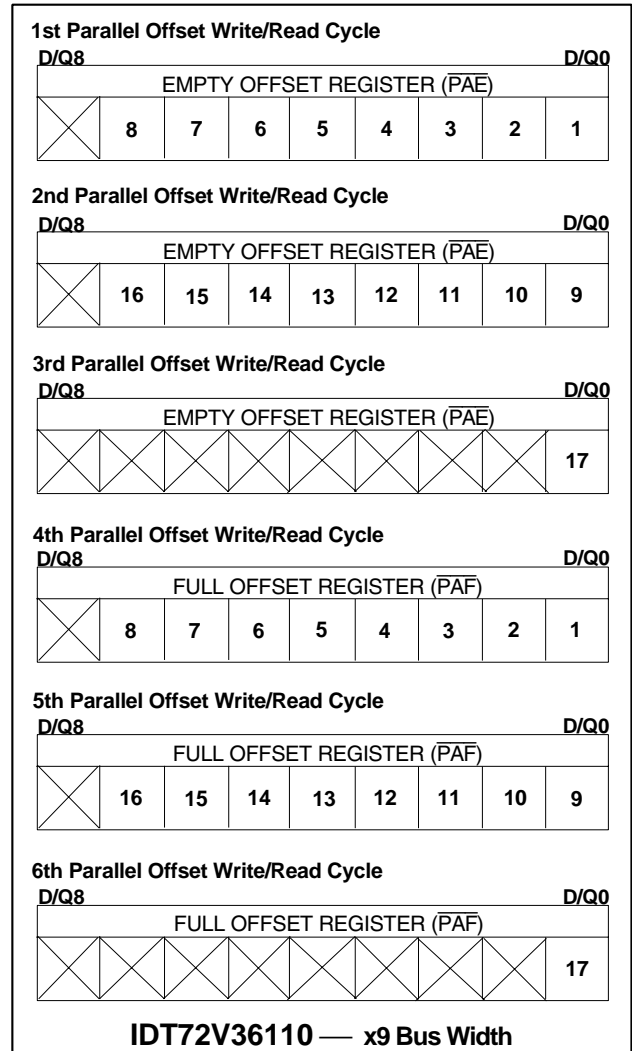 1st Parallel Offset Write/Read Cycle
D/Q8 D/Q0
EMPTY OFFSET REGISTER (PAE)
8 7 6 5 4 3 2 1
2nd Parallel Offset Write/Read Cycle
D/Q8 D/Q0
EMPTY OFFSET REGISTER (PAE)
16 15 14 13 12 11 10 9
3rd Parallel Offset Write/Read Cycle
D/Q8 D/Q0
EMPTY OFFSET REGISTER (PAE)
17
4th Parallel Offset Write/Read Cycle
D/Q8 D/Q0
FULL OFFSET REGISTER (PAF)
8 7 6 5 4 3 2 1
5th Parallel Offset Write/Read Cycle
D/Q8 D/Q0
FULL OFFSET REGISTER (PAF)
16 15 14 13 12 11 10 9
6th Parallel Offset Write/Read Cycle
D/Q8 D/Q0
FULL OFFSET REGISTER (PAF)
17
IDT72V36110 — x9 Bus Width